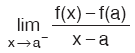 lim x→a⁻ f(x) – f(a) / x – a